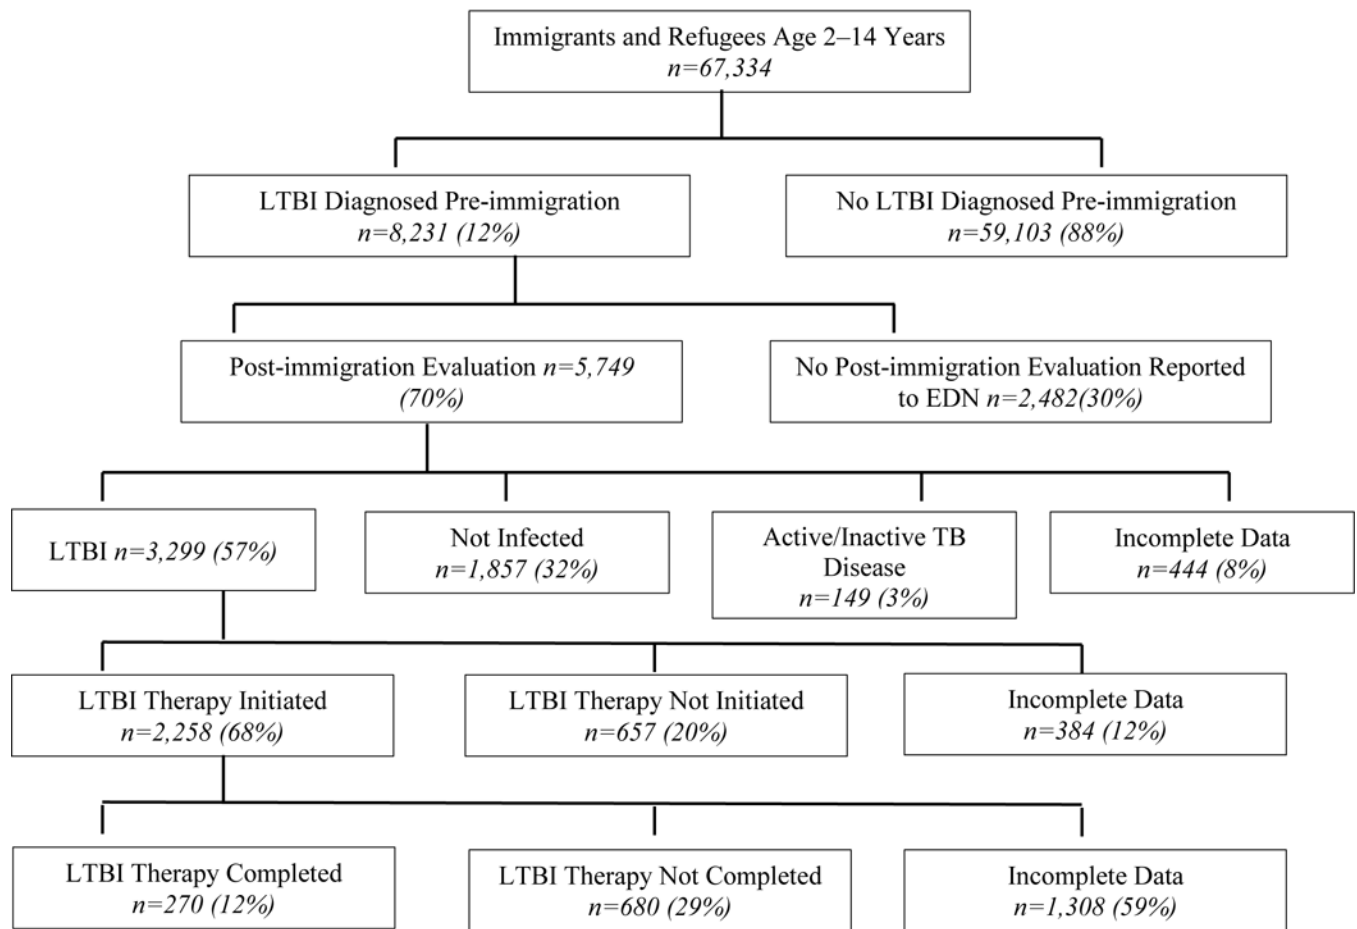 Immigrants and Refugees Age 2–14 Years
n=67,334
LTBI Diagnosed Pre-immigration
n=8,231 (12%)
No LTBI Diagnosed Pre-immigration
n=59,103 (88%)
Post-immigration Evaluation n=5,749
(70%)
No Post-immigration Evaluation Reported
to EDN n=2,482(30%)
LTBI n=3,299 (57%)
Not Infected
n=1,857 (32%)
Active/Inactive TB
Disease
n=149 (3%)
Incomplete Data
n=444 (8%)
LTBI Therapy Initiated
n=2,258 (68%)
LTBI Therapy Not Initiated
n=657 (20%)
Incomplete Data
n=384 (12%)
LTBI Therapy Completed
n=270 (12%)
LTBI Therapy Not Completed
n=680 (29%)
Incomplete Data
n=1,308 (59%)